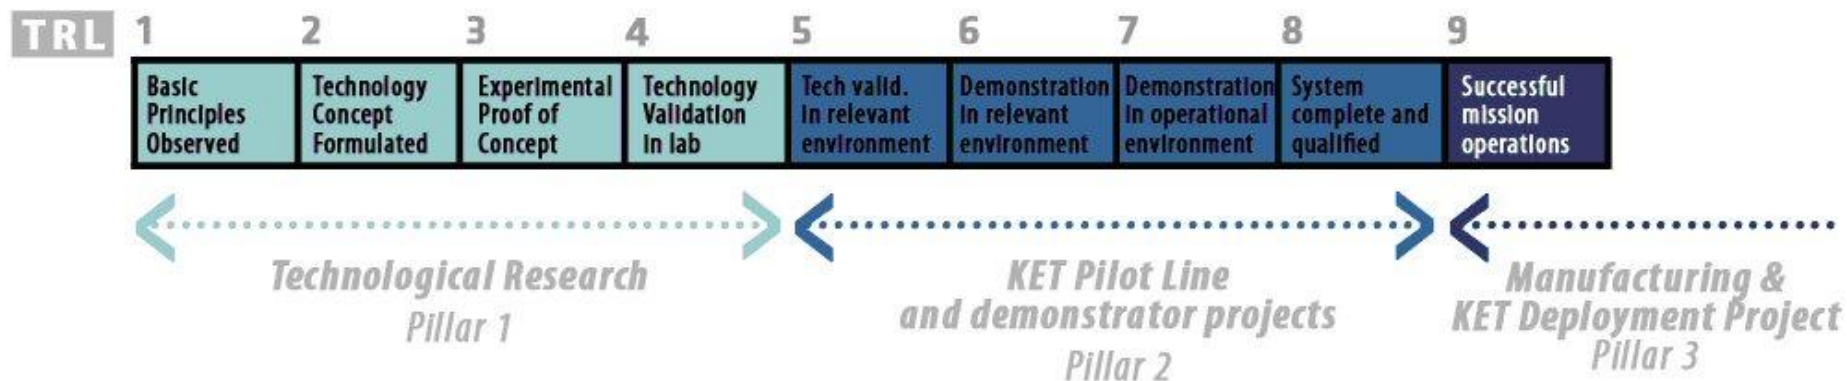 TRL 1 2 3 4 5 6 7 8 9
Basic
Principles
Observed
Technology
Concept
Formulated
Experimental
Proof of
Concept
Technology
Validation
in lab
Tech valid.
in relevant
environment
Demonstration
in relevant
environment
Demonstration
in operational
environment
System
complete and
qualified
Successful
mission
operations
Technological Research
Pillar 1
KET Pilot Line
and demonstrator projects
Pillar 2
Manufacturing &
KET Deployment Project
Pillar 3